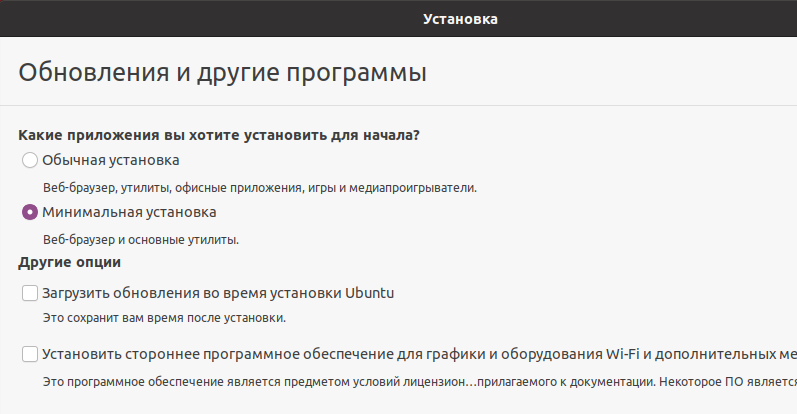 Установка
Обновления и другие программы
Какие приложения вы хотите установить для начала?
Обычная установка
Веб-браузер, утилиты, офисные приложения, игры и медиапроигрыватели.
Минимальная установка
Веб-браузер и основные утилиты.
Другие опции
Загрузить обновления во время установки Ubuntu
Это сохранит вам время после установки.
Установить стороннее программное обеспечение для графики и оборудования Wi-Fi и дополнительных ме
Это программное обеспечение является предметом условий лицензион…прилагаемого к документации. Некоторое ПО является